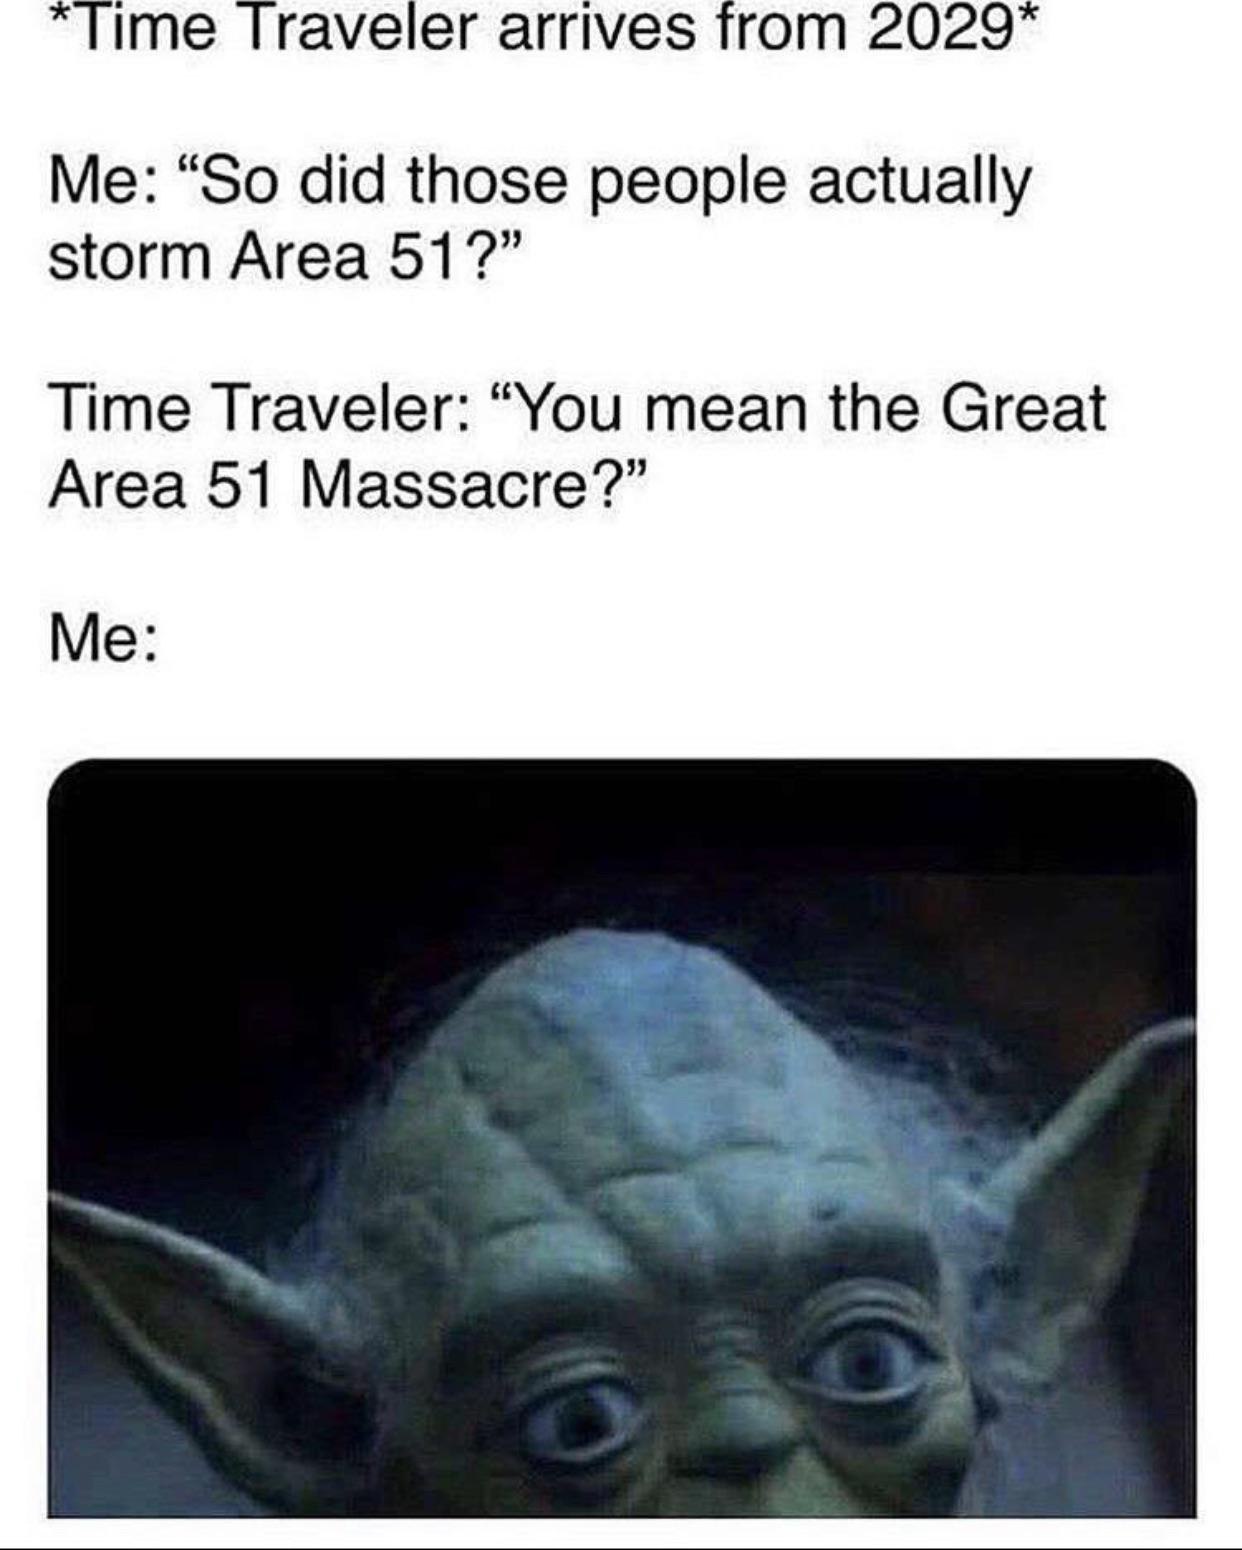 *Time Traveler arrives from 2029*
Me: “So did those people actually
storm Area 51?”
Time Traveler: “You mean the Great
Area 51 Massacre?”
Me: